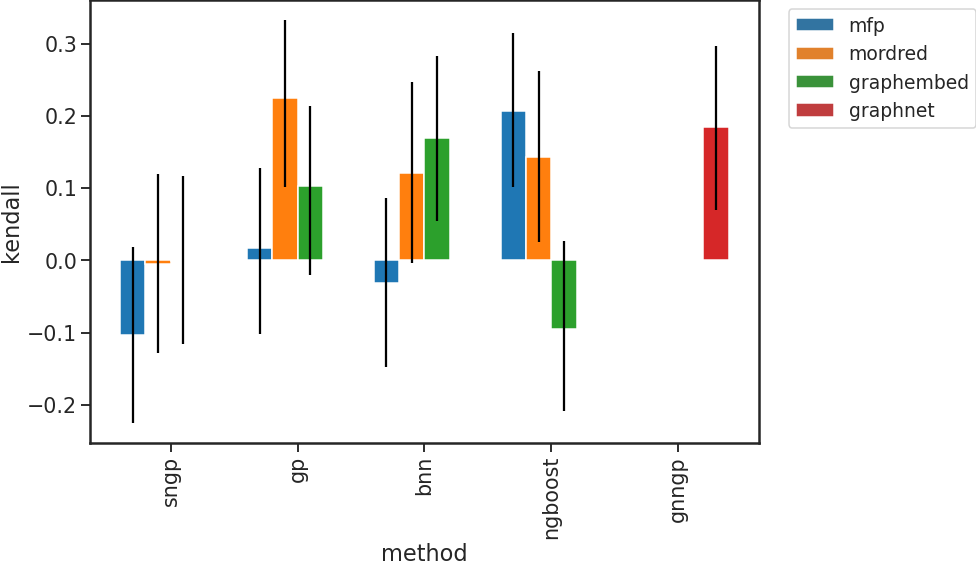 kendall
0.3
0.2
0.1
0.0
−0.1
−0.2
sngp
gp
bnn
ngboost
gnngp
method
mfp
mordred
graphembed
graphnet